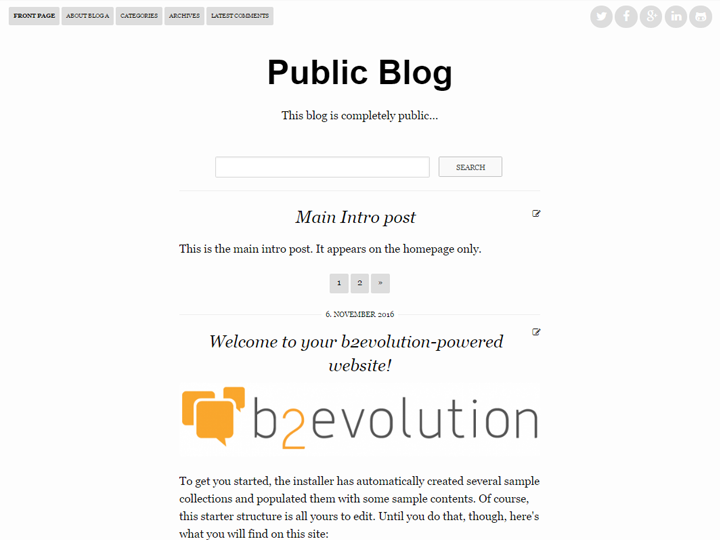 FRONT PAGE ABOUT BLOG A CATEGORIES ARCHIVES LATEST COMMENTS
Public Blog
This blog is completely public...
SEARCH
Main Intro post
This is the main intro post. It appears on the homepage only.
1 2 »
6. NOVEMBER 2016
Welcome to your b2evolution-powered
website!
b2evolution
To get you started, the installer has automatically created several sample
collections and populated them with some sample contents. Of course,
this starter structure is all yours to edit. Until you do that, though, here's
what you will find on this site: